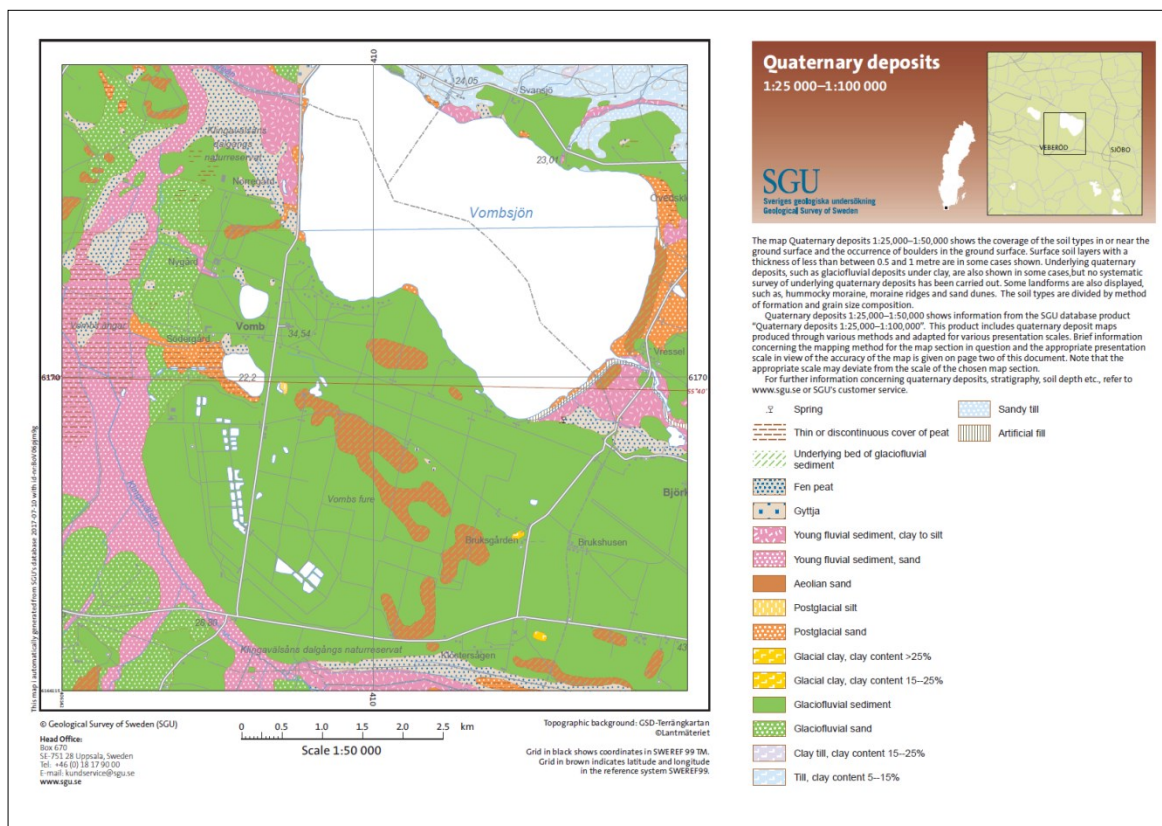 410
24,05
Svansjö
Klingavälsåns
dalgångs
naturreservat
23,01
Norregård
Vombsjön
Övedskl
Nygård
Vomb
34,54
Södergård
Vressel
22,2
6170
6170
55°40'
Vombs fure
Björk
Bruksgården
Brukshusen
Klingavälsån
28,80
Klingavälsåns dalgångs naturreservat
Klostersågen
43
410
© Geological Survey of Sweden (SGU)
Head Office:
Box 670
SE-751 28 Uppsala, Sweden
Tel: +46 (0) 18 17 90 00
E-mail: kundservice@sgu.se
www.sgu.se
0 0.5 1.0 1.5 2.0 2.5 km
Scale 1:50 000
Topographic background: GSD-Terrängkartan
©Lantmäteriet
Grid in black shows coordinates in SWEREF 99 TM.
Grid in brown indicates latitude and longitude
in the reference system SWEREF99.
Quaternary deposits
1:25 000–1:100 000
SGU
Sveriges geologiska undersökning
Geological Survey of Sweden
VEBERÖD
SJÖBO
The map Quaternary deposits 1:25,000–1:50,000 shows the coverage of the soil types in or near the
ground surface and the occurrence of boulders in the ground surface. Surface soil layers with a
thickness of less than between 0.5 and 1 metre are in some cases shown. Underlying quaternary
deposits, such as glaciofluvial deposits under clay, are also shown in some cases,but no systematic
survey of underlying quaternary deposits has been carried out. Some landforms are also displayed,
such as, hummocky moraine, moraine ridges and sand dunes. The soil types are divided by method
of formation and grain size composition.
Quaternary deposits 1:25,000–1:50,000 shows information from the SGU database product
"Quaternary deposits 1:25,000–1:100,000". This product includes quaternary deposit maps
produced through various methods and adapted for various presentation scales. Brief information
concerning the mapping method for the map section in question and the appropriate presentation
scale in view of the accuracy of the map is given on page two of this document. Note that the
appropriate scale may deviate from the scale of the chosen map section.
For further information concerning quaternary deposits, stratigraphy, soil depth etc., refer to
www.sgu.se or SGU's customer service.
Spring
Thin or discontinuous cover of peat
Underlying bed of glaciofluvial
sediment
Fen peat
Gyttja
Young fluvial sediment, clay to silt
Young fluvial sediment, sand
Aeolian sand
Postglacial silt
Postglacial sand
Glacial clay, clay content >25%
Glacial clay, clay content 15--25%
Glaciofluvial sediment
Glaciofluvial sand
Clay till, clay content 15--25%
Till, clay content 5--15%
Sandy till
Artificial fill